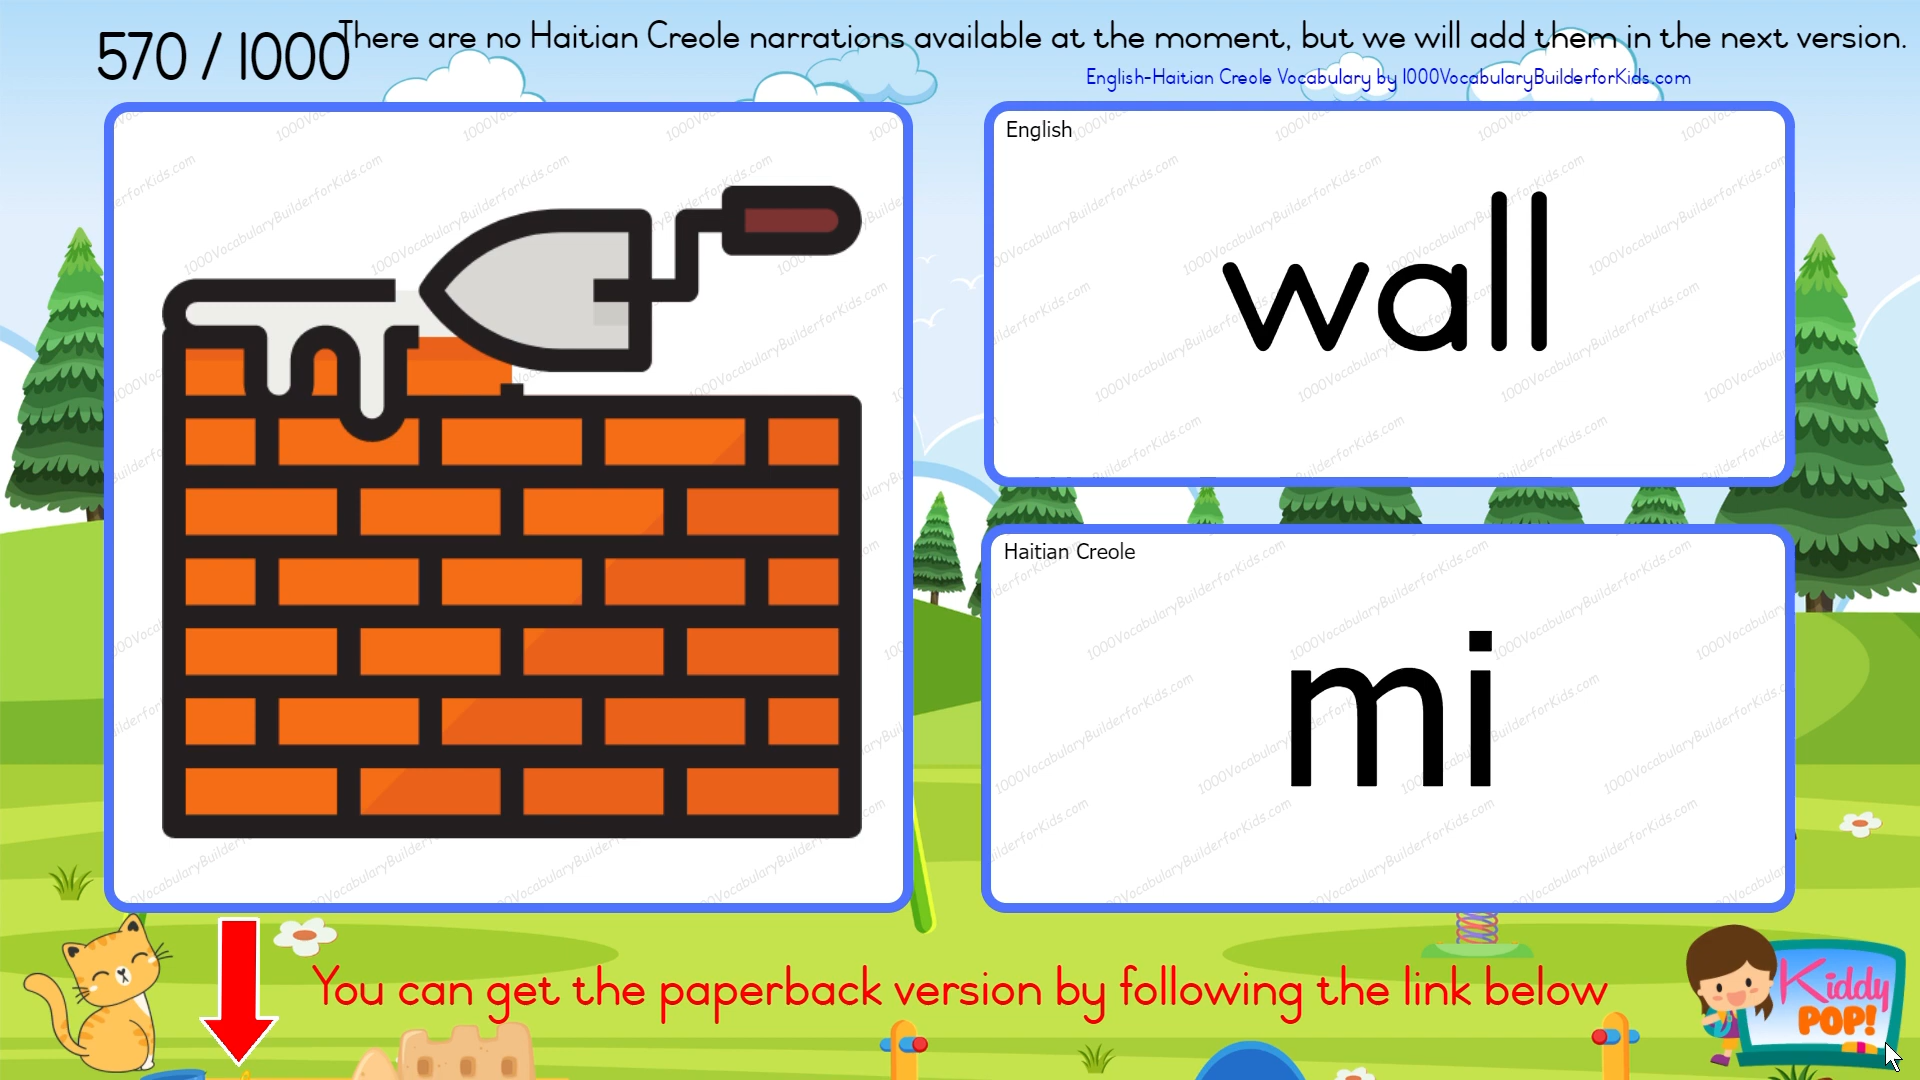 570 / 1000
There are no Haitian Creole narrations available at the moment, but we will add them in the next version.
English-Haitian Creole Vocabulary by 1000VocabularyBuilderforKids.com
English
wall
Haitian Creole
mi
You can get the paperback version by following the link below
Kiddy
POP!
1000VocabularyBuilderforKids.com